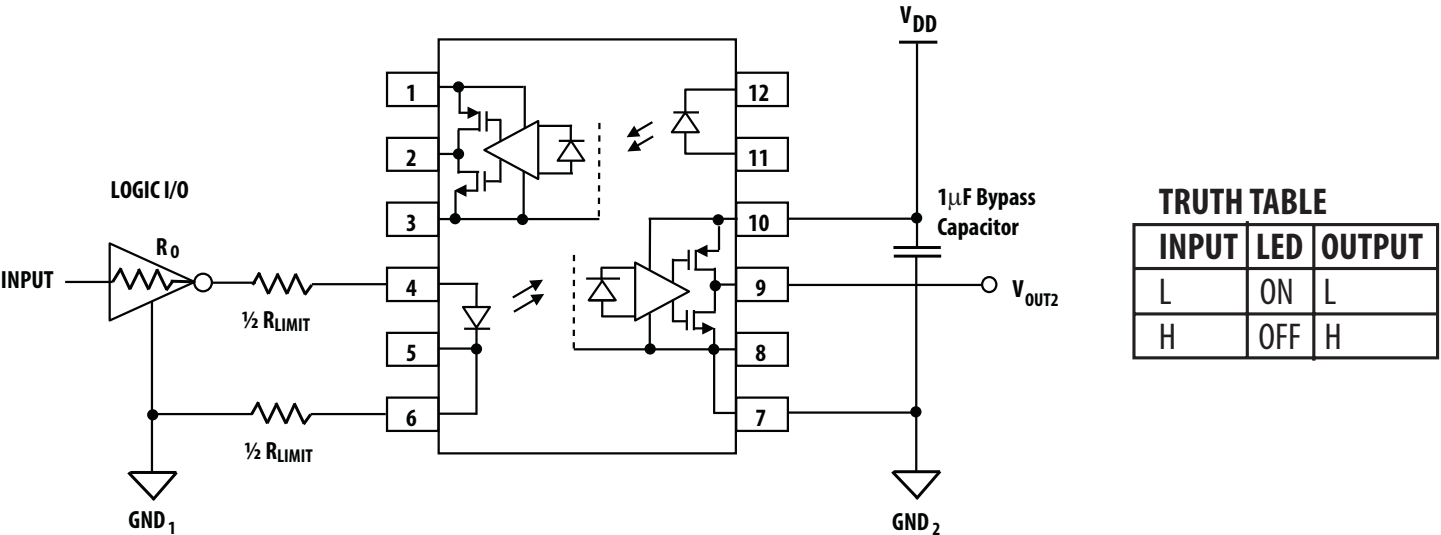 V_DD
1
2
3
4
5
6
12
11
10
9
8
7
LOGIC I/O
R_0
INPUT
½ R_LIMIT
½ R_LIMIT
GND_1
1μF Bypass
Capacitor
V_OUT2
GND_2
TRUTH TABLE
INPUT LED OUTPUT
L ON L
H OFF H